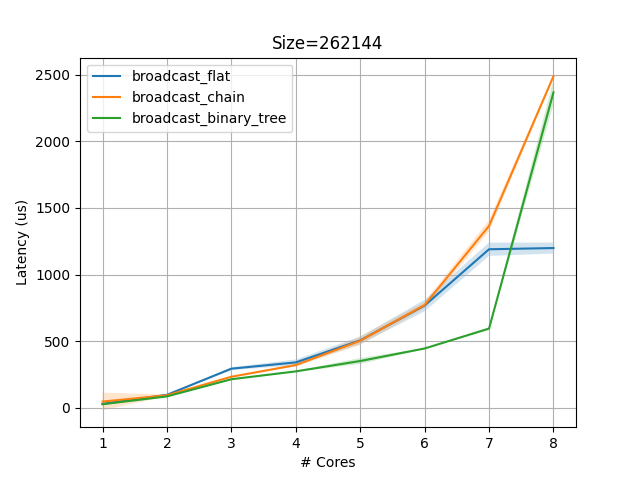 Size=262144
broadcast_flat
broadcast_chain
broadcast_binary_tree
Latency (us)
2500
2000
1500
1000
500
0
1 2 3 4 5 6 7 8
# Cores